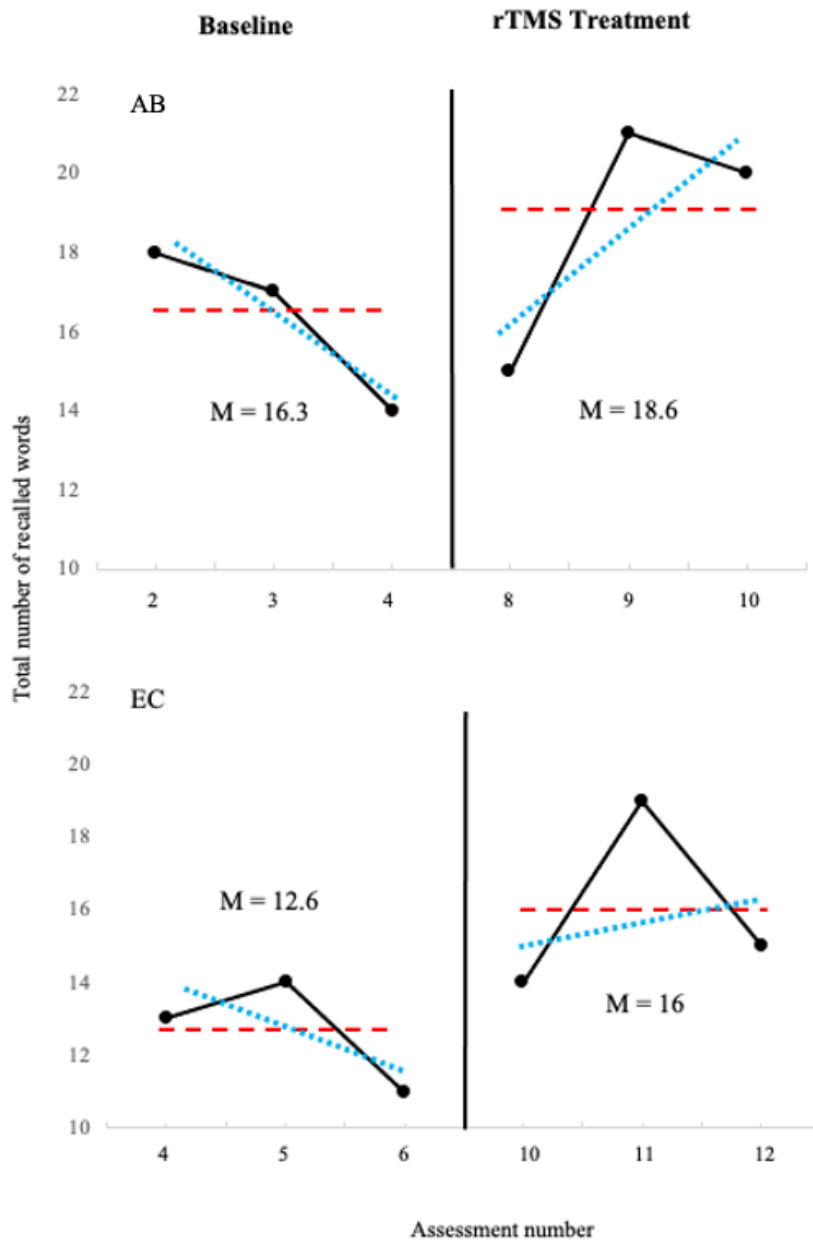 Baseline rTMS Treatment
Total number of recalled words
AB
22
20
18
16
14
12
10
M = 16.3 M = 18.6
2 3 4 8 9 10
EC
22
20
18
16
14
12
10
M = 12.6
M = 16
4 5 6 10 11 12
Assessment number